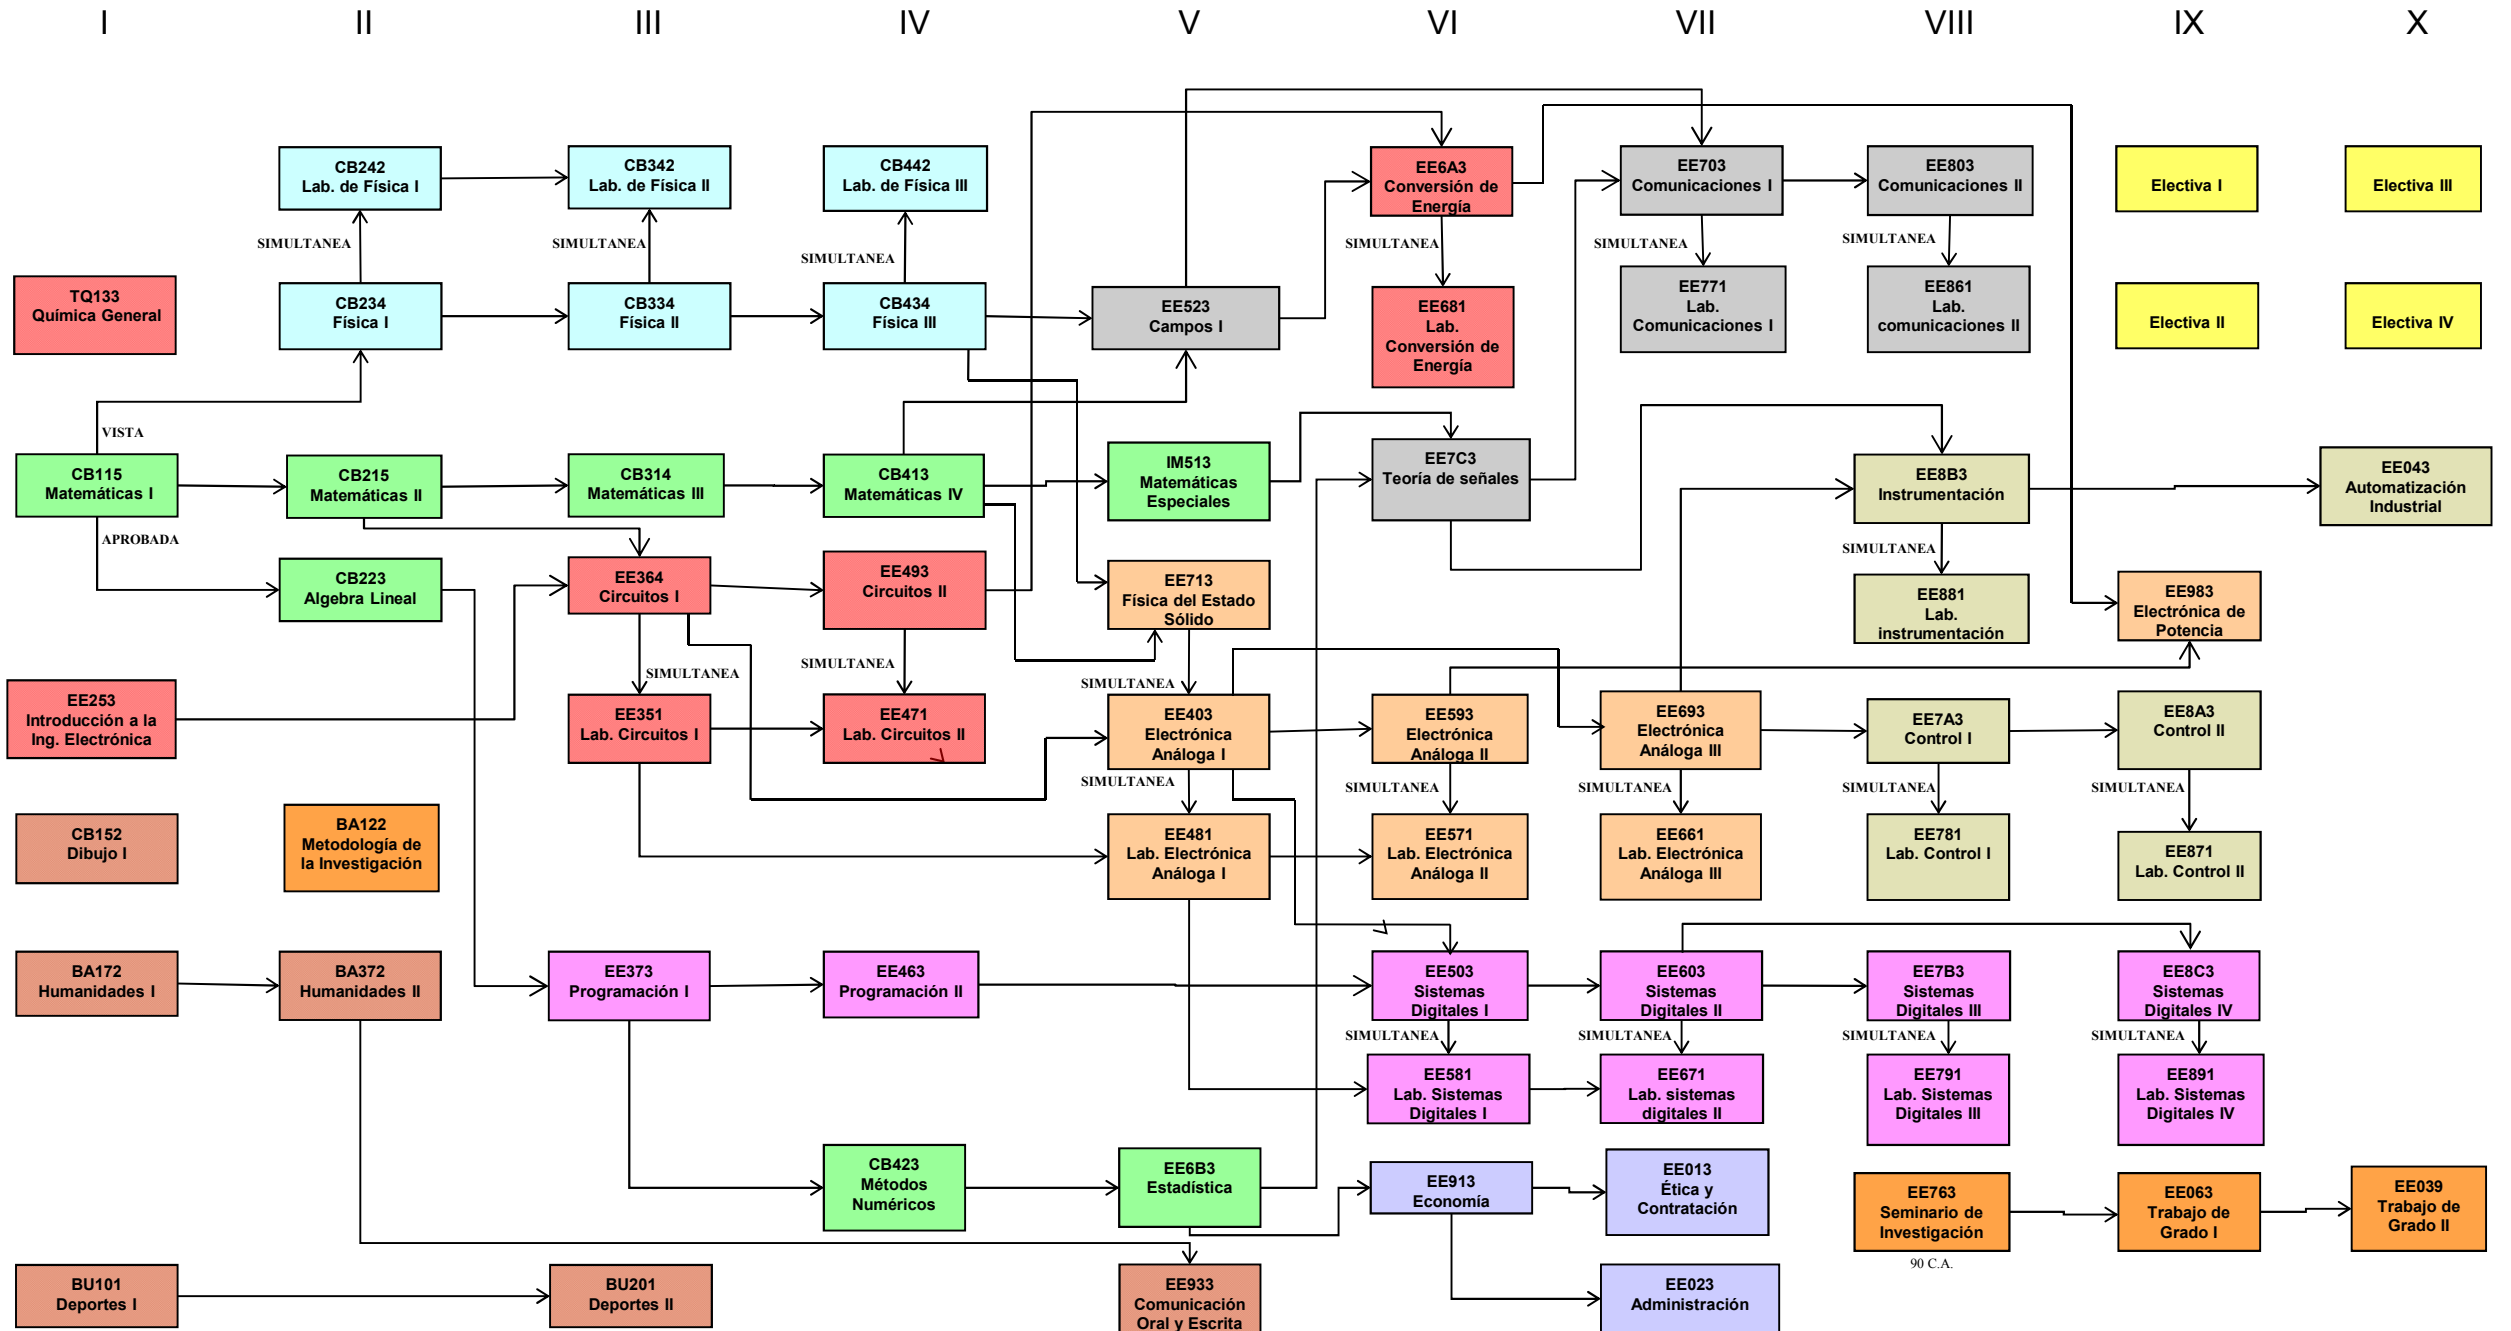 I II III IV V VI VII VIII IX X
CB242
Lab. de Física I
CB342
Lab. de Física II
CB442
Lab. de Física III
EE6A3
Conversión de
Energía
EE703
Comunicaciones I
EE803
Comunicaciones II
Electiva I
Electiva III
SIMULTANEA
SIMULTANEA
SIMULTANEA
SIMULTANEA
SIMULTANEA
SIMULTANEA
TQ133
Química General
CB234
Física I
CB334
Física II
CB434
Física III
EE523
Campos I
EE681
Lab.
Conversión de
Energía
EE771
Lab.
Comunicaciones I
EE861
Lab.
comunicaciones II
Electiva II
Electiva IV
VISTA
CB115
Matemáticas I
CB215
Matemáticas II
CB314
Matemáticas III
CB413
Matemáticas IV
IM513
Matemáticas
Especiales
EE7C3
Teoría de señales
EE8B3
Instrumentación
EE043
Automatización
Industrial
APROBADA
SIMULTANEA
CB223
Algebra Lineal
EE364
Circuitos I
EE493
Circuitos II
EE713
Física del Estado
Sólido
EE881
Lab.
instrumentación
EE983
Electrónica de
Potencia
SIMULTANEA
SIMULTANEA
SIMULTANEA
EE253
Introducción a la
Ing. Electrónica
EE351
Lab. Circuitos I
EE471
Lab. Circuitos II
EE403
Electrónica
Análoga I
EE593
Electrónica
Análoga II
EE693
Electrónica
Análoga III
EE7A3
Control I
EE8A3
Control II
SIMULTANEA
SIMULTANEA
SIMULTANEA
SIMULTANEA
SIMULTANEA
CB152
Dibujo I
BA122
Metodología de
la Investigación
EE481
Lab. Electrónica
Análoga I
EE571
Lab. Electrónica
Análoga II
EE661
Lab. Electrónica
Análoga III
EE781
Lab. Control I
EE871
Lab. Control II
BA172
Humanidades I
BA372
Humanidades II
EE373
Programación I
EE463
Programación II
EE503
Sistemas
Digitales I
EE603
Sistemas
Digitales II
EE7B3
Sistemas
Digitales III
EE8C3
Sistemas
Digitales IV
SIMULTANEA
SIMULTANEA
SIMULTANEA
SIMULTANEA
EE581
Lab. Sistemas
Digitales I
EE671
Lab. sistemas
digitales II
EE791
Lab. Sistemas
Digitales III
EE891
Lab. Sistemas
Digitales IV
CB423
Métodos
Numéricos
EE6B3
Estadística
EE913
Economía
EE013
Ética y
Contratación
EE763
Seminario de
Investigación
90 C.A.
EE063
Trabajo de
Grado I
EE039
Trabajo de
Grado II
BU101
Deportes I
BU201
Deportes II
EE933
Comunicación
Oral y Escrita
EE023
Administración